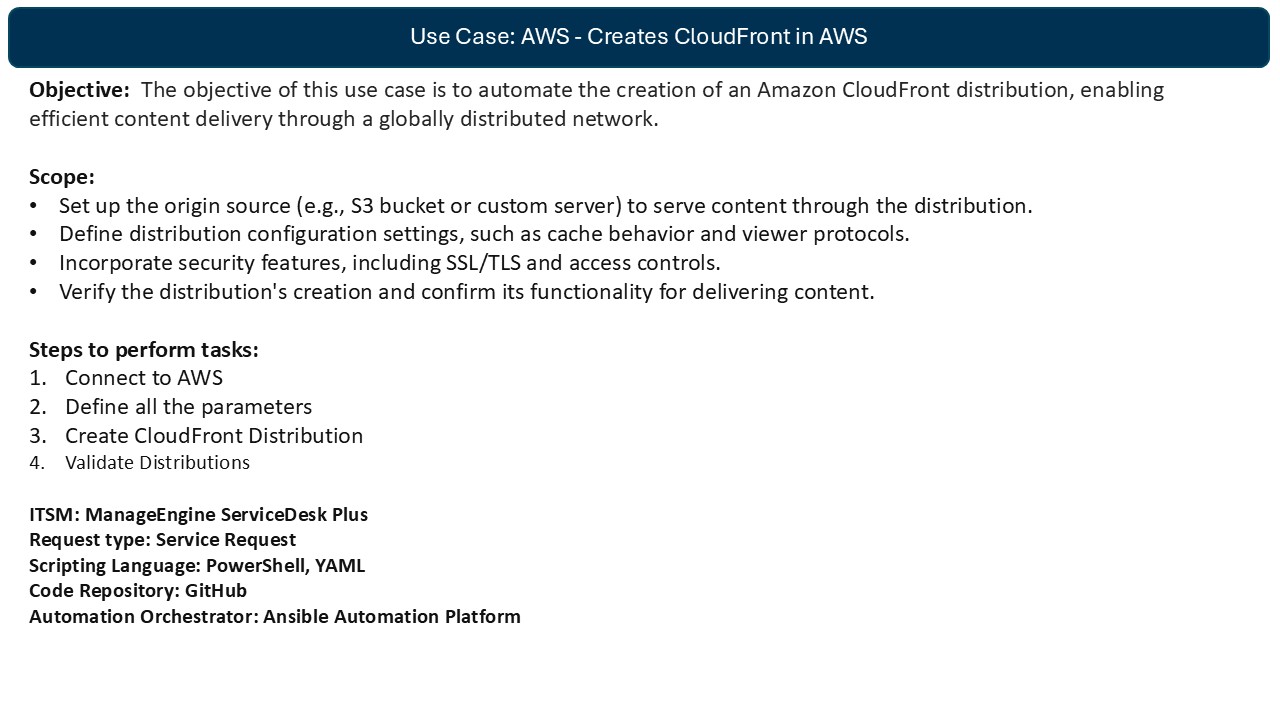 Use Case: AWS - Creates CloudFront in AWS
Objective:  The objective of this use case is to automate the creation of an Amazon CloudFront distribution, enabling
efficient content delivery through a globally distributed network.
Scope:
• Set up the origin source (e.g., S3 bucket or custom server) to serve content through the distribution.
• Define distribution configuration settings, such as cache behavior and viewer protocols.
• Incorporate security features, including SSL/TLS and access controls.
• Verify the distribution's creation and confirm its functionality for delivering content.
Steps to perform tasks:
1. Connect to AWS
2. Define all the parameters
3. Create CloudFront Distribution
4. Validate Distributions
ITSM: ManageEngine ServiceDesk Plus
Request type: Service Request
Scripting Language: PowerShell, YAML
Code Repository: GitHub
Automation Orchestrator: Ansible Automation Platform